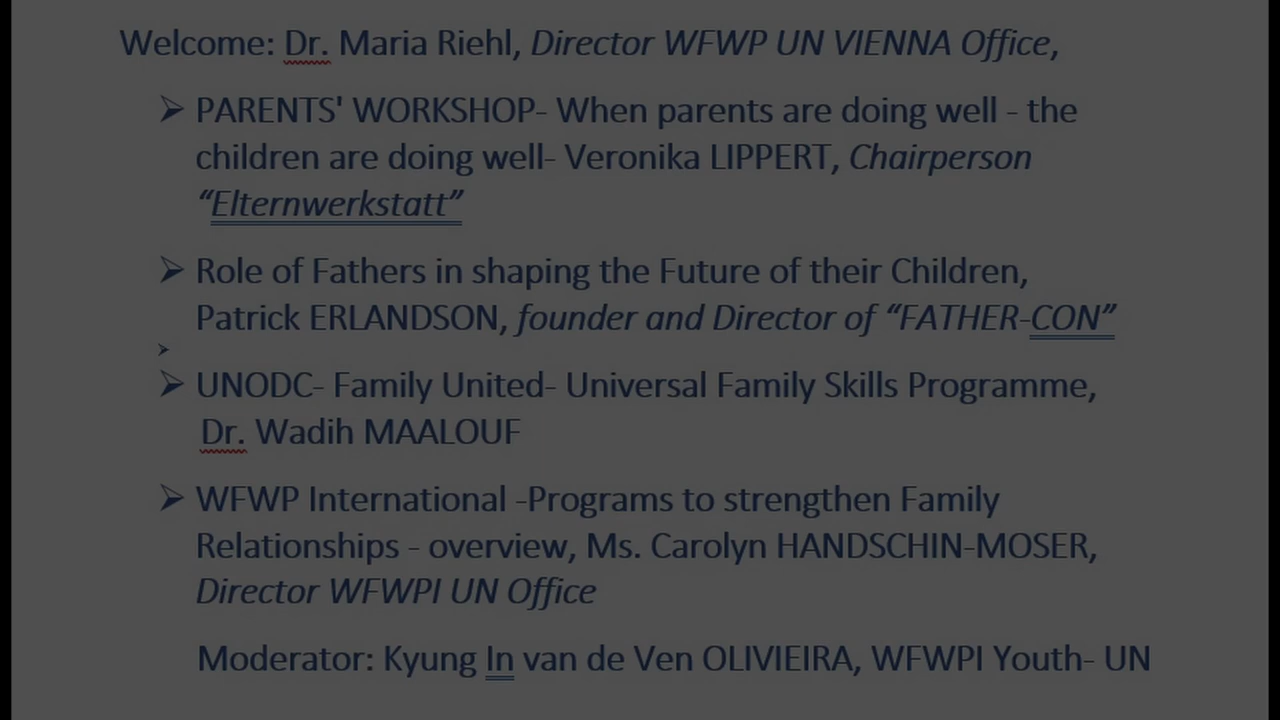 Welcome: Dr. Maria Riehl, Director WFWP UN VIENNA Office,
➢ PARENTS' WORKSHOP- When parents are doing well - the
children are doing well- Veronika LIPPERT, Chairperson
“Elternwerkstatt”
➢ Role of Fathers in shaping the Future of their Children,
Patrick ERLANDSON, founder and Director of “FATHER-CON”
➢
➢ UNODC- Family United- Universal Family Skills Programme,
Dr. Wadih MAALOUF
➢ WFWP International -Programs to strengthen Family
Relationships - overview, Ms. Carolyn HANDSCHIN-MOSER,
Director WFWPI UN Office
Moderator: Kyung In van de Ven OLIVIEIRA, WFWPI Youth- UN